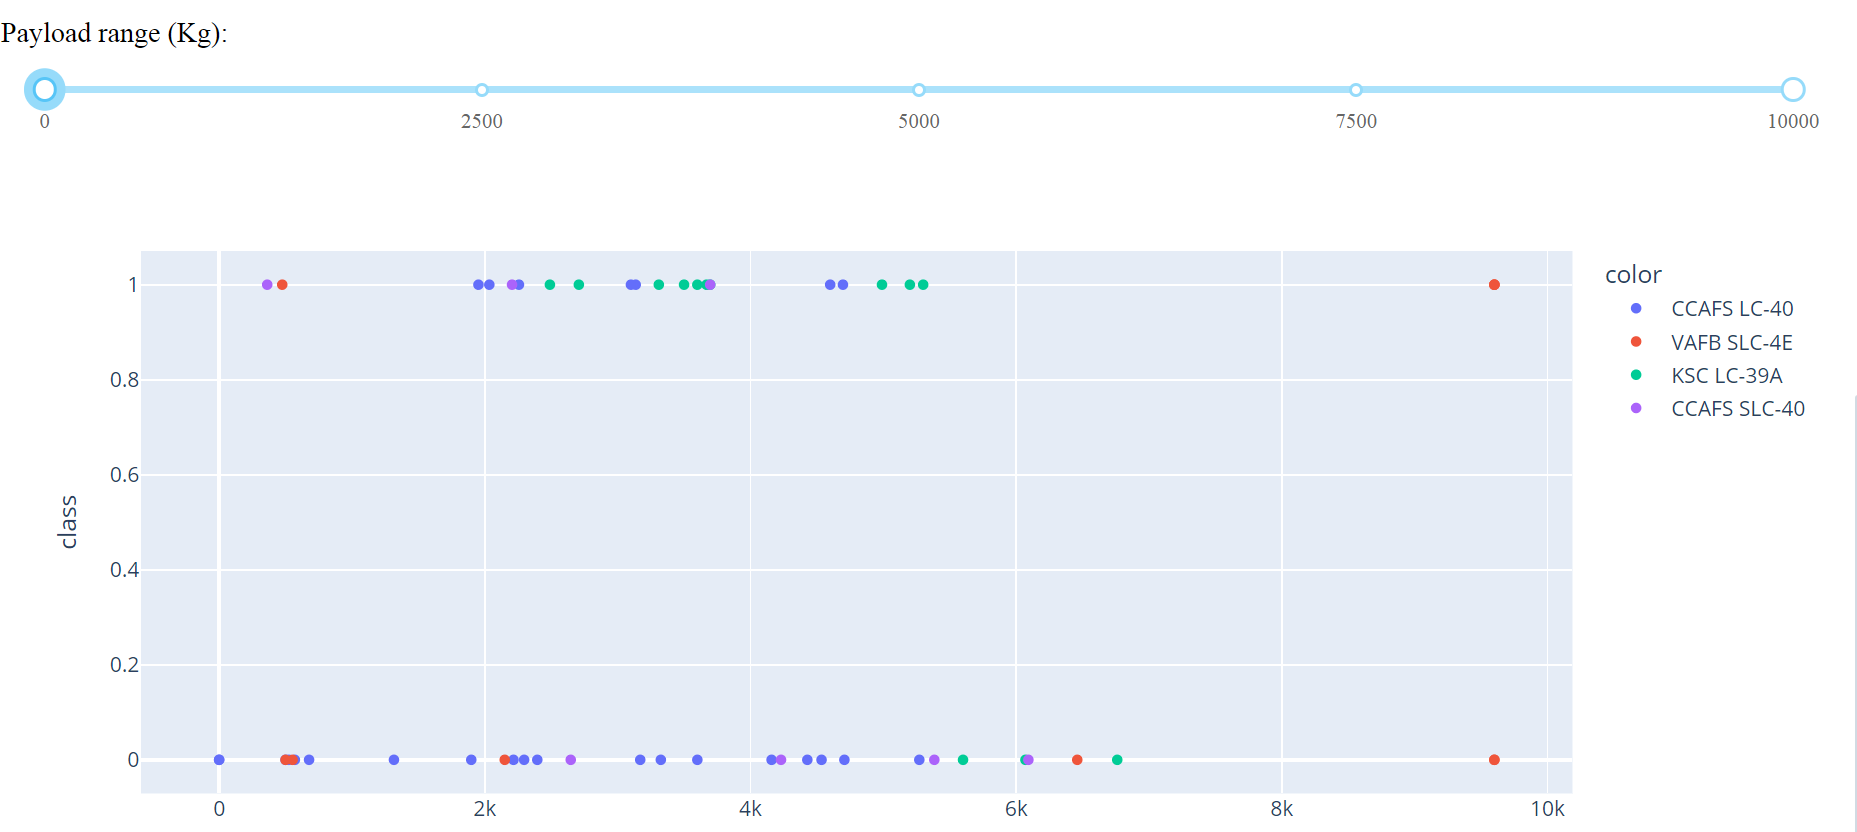 Payload range (Kg):
0 2500 5000 7500 10000
color
CCAFS LC-40
VAFB SLC-4E
KSC LC-39A
CCAFS SLC-40
class
1
0.8
0.6
0.4
0.2
0
0 2k 4k 6k 8k 10k